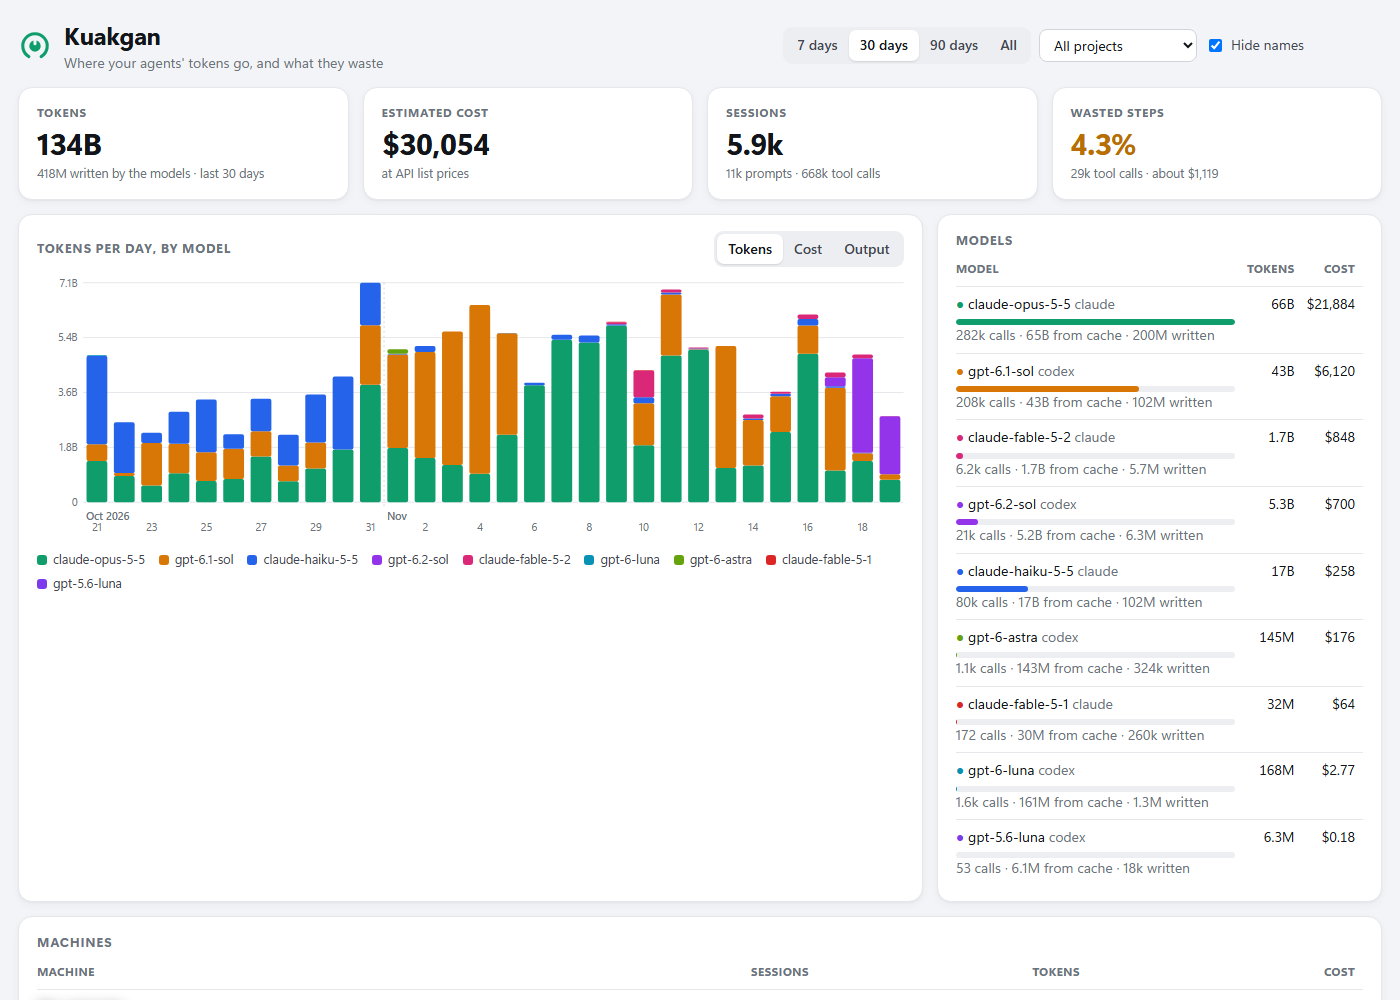 Kuakgan
Where your agents' tokens go, and what they waste
7 days 30 days 90 days All
All projects
Hide names
TOKENS
134B
418M written by the models · last 30 days
ESTIMATED COST
$30,054
at API list prices
SESSIONS
5.9k
11k prompts · 668k tool calls
WASTED STEPS
4.3%
29k tool calls · about $1,119
TOKENS PER DAY, BY MODEL
Tokens Cost Output
7.1B
5.4B
3.6B
1.8B
0
Oct 2026 Nov
21 23 25 27 29 31 2 4 6 8 10 12 14 16 18
claude-opus-5-5 gpt-6.1-sol claude-haiku-5-5 gpt-6.2-sol claude-fable-5-2 gpt-6-luna gpt-6-astra claude-fable-5-1
gpt-5.6-luna
MODELS
MODEL TOKENS COST
claude-opus-5-5 claude 66B $21,884
282k calls · 65B from cache · 200M written
gpt-6.1-sol codex 43B $6,120
208k calls · 43B from cache · 102M written
claude-fable-5-2 claude 1.7B $848
6.2k calls · 1.7B from cache · 5.7M written
gpt-6.2-sol codex 5.3B $700
21k calls · 5.2B from cache · 6.3M written
claude-haiku-5-5 claude 17B $258
80k calls · 17B from cache · 102M written
gpt-6-astra codex 145M $176
1.1k calls · 143M from cache · 324k written
claude-fable-5-1 claude 32M $64
172 calls · 30M from cache · 260k written
gpt-6-luna codex 168M $2.77
1.6k calls · 161M from cache · 1.3M written
gpt-5.6-luna codex 6.3M $0.18
53 calls · 6.1M from cache · 18k written
MACHINES
MACHINE SESSIONS TOKENS COST